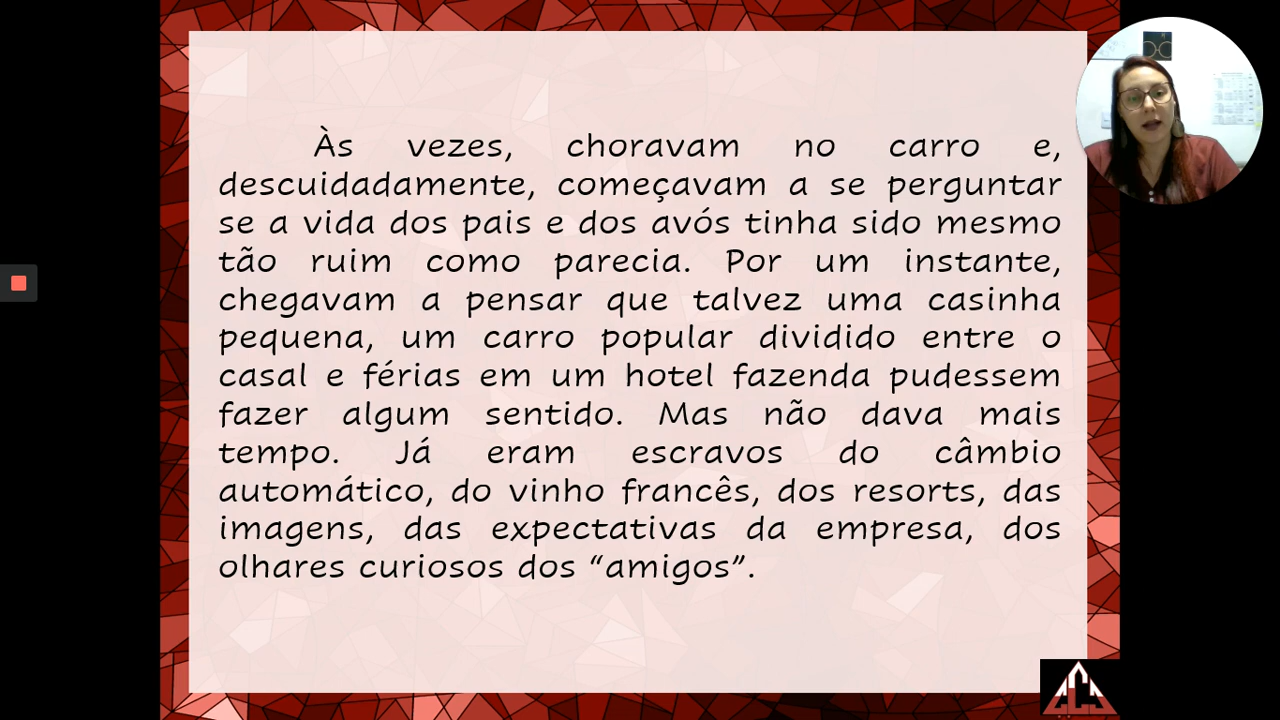 Às vezes, choravam no carro e,
descuidadamente, começavam a se perguntar
se a vida dos pais e dos avós tinha sido mesmo
tão ruim como parecia. Por um instante,
chegavam a pensar que talvez uma casinha
pequena, um carro popular dividido entre o
casal e férias em um hotel fazenda pudessem
fazer algum sentido. Mas não dava mais
tempo. Já eram escravos do câmbio
automático, do vinho francês, dos resorts, das
imagens, das expectativas da empresa, dos
olhares curiosos dos “amigos”.